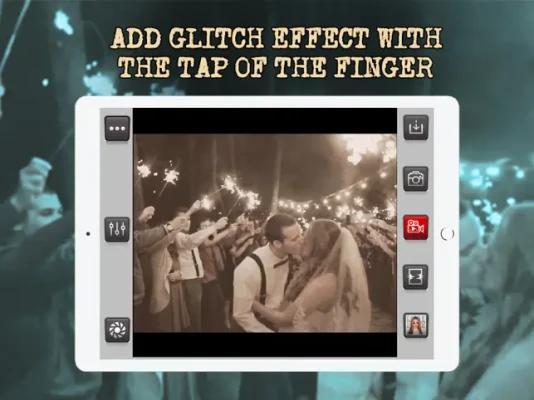 ADD GLITCH EFFECT WITH
THE TAP OF THE FINGER